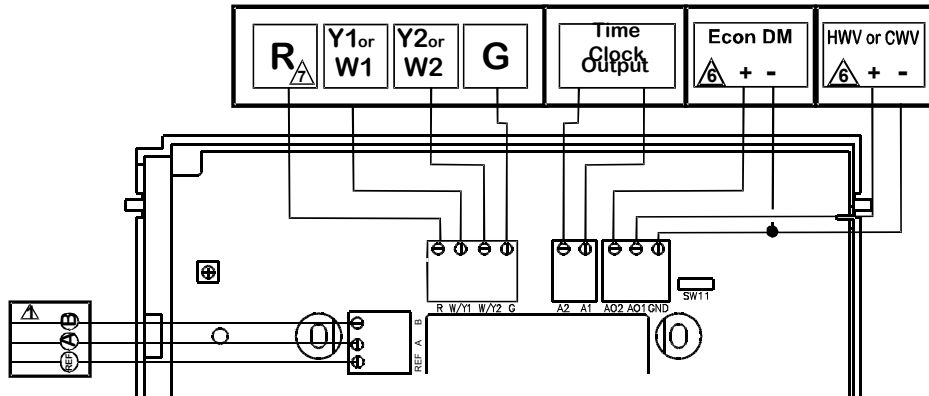 R 7
Y1or W1
Y2or W2
G
Time Clock Output
Econ DM
6 + -
HWV or CWV
6 + -
R W/Y1 W/Y2 G
A2 A1
AO2 AO1 GND
SW11
1
B
A
REF
REF A B